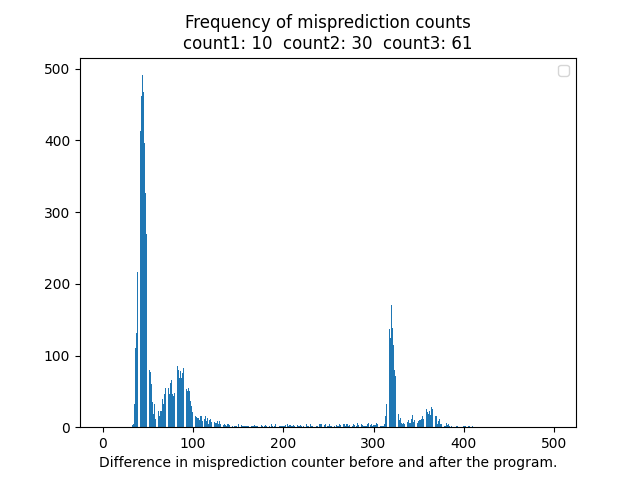 Frequency of misprediction counts
count1: 10 count2: 30 count3: 61
500
400
300
200
100
0
0 100 200 300 400 500
Difference in misprediction counter before and after the program.